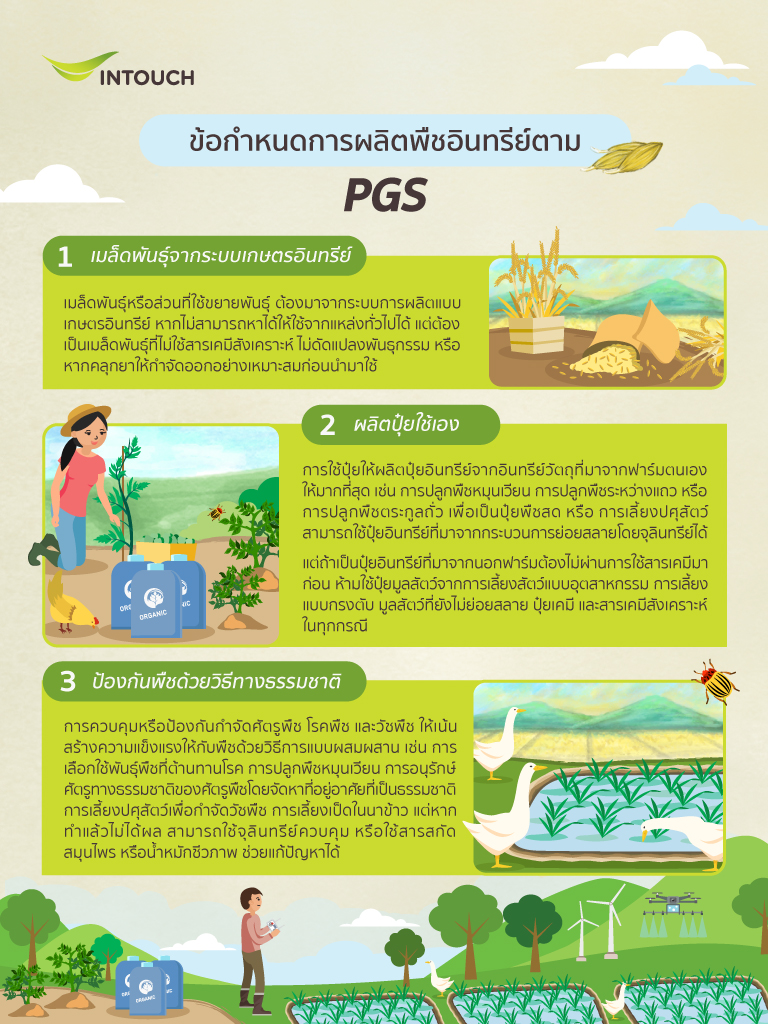 INTOUCH
ข้อกำหนดการผลิตพืชอินทรีย์ตาม
PGS
1 เมล็ดพันธุ์จากระบบเกษตรอินทรีย์
เมล็ดพันธุ์หรือส่วนที่ใช้ขยายพันธุ์ ต้องมาจากระบบการผลิตแบบ
เกษตรอินทรีย์ หากไม่สามารถหาได้ให้ใช้จากแหล่งทั่วไปได้ แต่ต้อง
เป็นเมล็ดพันธุ์ที่ไม่ใช้สารเคมีสังเคราะห์ ไม่ดัดแปลงพันธุกรรม หรือ
หากคลุกยาให้กำจัดออกอย่างเหมาะสมก่อนนำมาใช้
2 ผลิตปุ๋ยใช้เอง
การใช้ปุ๋ยให้ผลิตปุ๋ยอินทรีย์จากอินทรีย์วัตถุที่มาจากฟาร์มตนเอง
ให้มากที่สุด เช่น การปลูกพืชหมุนเวียน การปลูกพืชระหว่างแถว หรือ
การปลูกพืชตระกูลถั่ว เพื่อเป็นปุ๋ยพืชสด หรือ การเลี้ยงปศุสัตว์
สามารถใช้ปุ๋ยอินทรีย์ที่มาจากกระบวนการย่อยสลายโดยจุลินทรีย์ได้
แต่ถ้าเป็นปุ๋ยอินทรีย์ที่มาจากนอกฟาร์มต้องไม่ผ่านการใช้สารเคมีมา
ก่อน ห้ามใช้ปุ๋ยมูลสัตว์จากการเลี้ยงสัตว์แบบอุตสาหกรรม การเลี้ยง
แบบกรงตับ มูลสัตว์ที่ยังไม่ย่อยสลาย ปุ๋ยเคมี และสารเคมีสังเคราะห์
ในทุกกรณี
ORGANIC
3 ป้องกันพืชด้วยวิธีทางธรรมชาติ
การควบคุมหรือป้องกันกำจัดศัตรูพืช โรคพืช และวัชพืช ให้เน้น
สร้างความแข็งแรงให้กับพืชด้วยวิธีการแบบผสมผสาน เช่น การ
เลือกใช้พันธุ์พืชที่ต้านทานโรค การปลูกพืชหมุนเวียน การอนุรักษ์
ศัตรูทางธรรมชาติของศัตรูพืชโดยจัดหาที่อยู่อาศัยที่เป็นธรรมชาติ
การเลี้ยงปศุสัตว์เพื่อกำจัดวัชพืช การเลี้ยงเป็ดในนาข้าว แต่หาก
ทำแล้วไม่ได้ผล สามารถใช้จุลินทรีย์ควบคุม หรือใช้สารสกัด
สมุนไพร หรือน้ำหมักชีวภาพ ช่วยแก้ปัญหาได้
ORGANIC